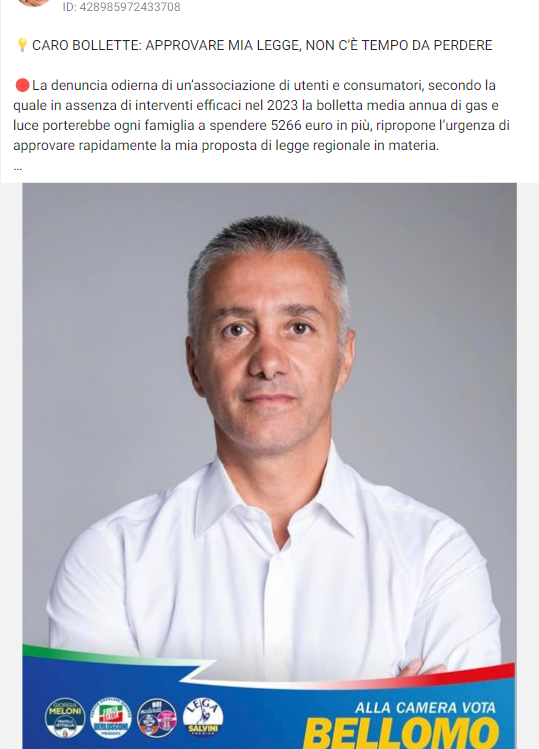 ID: 428985972433708
💡CARO BOLLETTE: APPROVARE MIA LEGGE, NON C'È TEMPO DA PERDERE
🔴La denuncia odierna di un'associazione di utenti e consumatori, secondo la
quale in assenza di interventi efficaci nel 2023 la bolletta media annua di gas e
luce porterebbe ogni famiglia a spendere 5266 euro in più, ripropone l'urgenza di
approvare rapidamente la mia proposta di legge regionale in materia.
...
GIORGIA
MELONI
FORZA
ITALIA
BERLUSCONI
PRESIDENTE
NOI
moderati
LEGA
SALVINI
PREMIER
ALLA CAMERA VOTA
BELLOMO